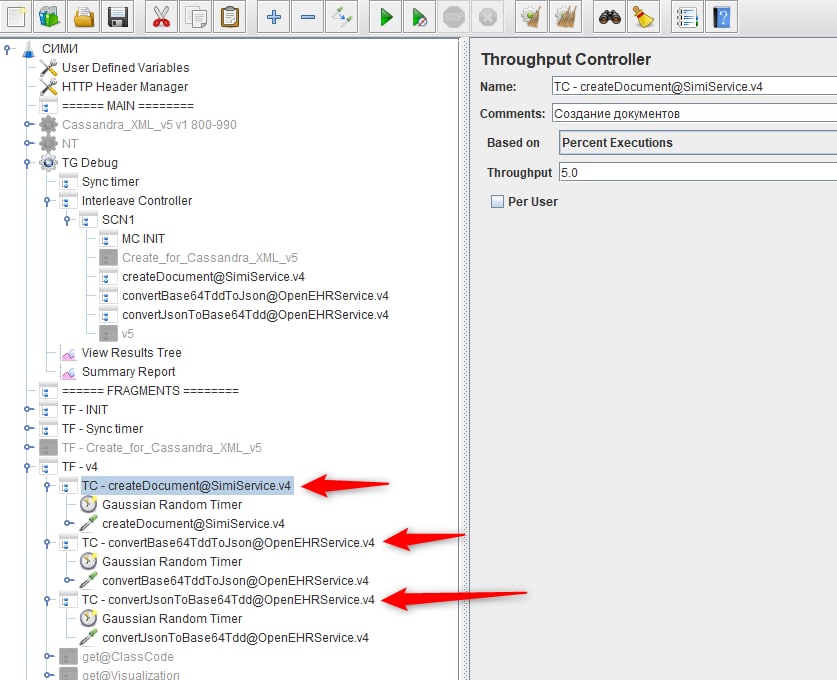 STOP
СИМИ
User Defined Variables
HTTP Header Manager
====== MAIN ========
Cassandra_XML_v5 v1 800-990
NT
TG Debug
Sync timer
Interleave Controller
SCN1
MC INIT
Create_for_Cassandra_XML_v5
createDocument@SimiService.v4
convertBase64TddToJson@OpenEHRService.v4
convertJsonToBase64Tdd@OpenEHRService.v4
v5
View Results Tree
Summary Report
====== FRAGMENTS ========
TF - INIT
TF - Sync timer
TF - Create_for_Cassandra_XML_v5
TF - v4
TC - createDocument@SimiService.v4
Gaussian Random Timer
createDocument@SimiService.v4
TC - convertBase64TddToJson@OpenEHRService.v4
Gaussian Random Timer
convertBase64TddToJson@OpenEHRService.v4
TC - convertJsonToBase64Tdd@OpenEHRService.v4
Gaussian Random Timer
convertJsonToBase64Tdd@OpenEHRService.v4
get@ClassCode
get@Visualization
Throughput Controller
Name: TC - createDocument@SimiService.v4
Comments: Создание документов
Based on Percent Executions
Throughput 5.0
Per User